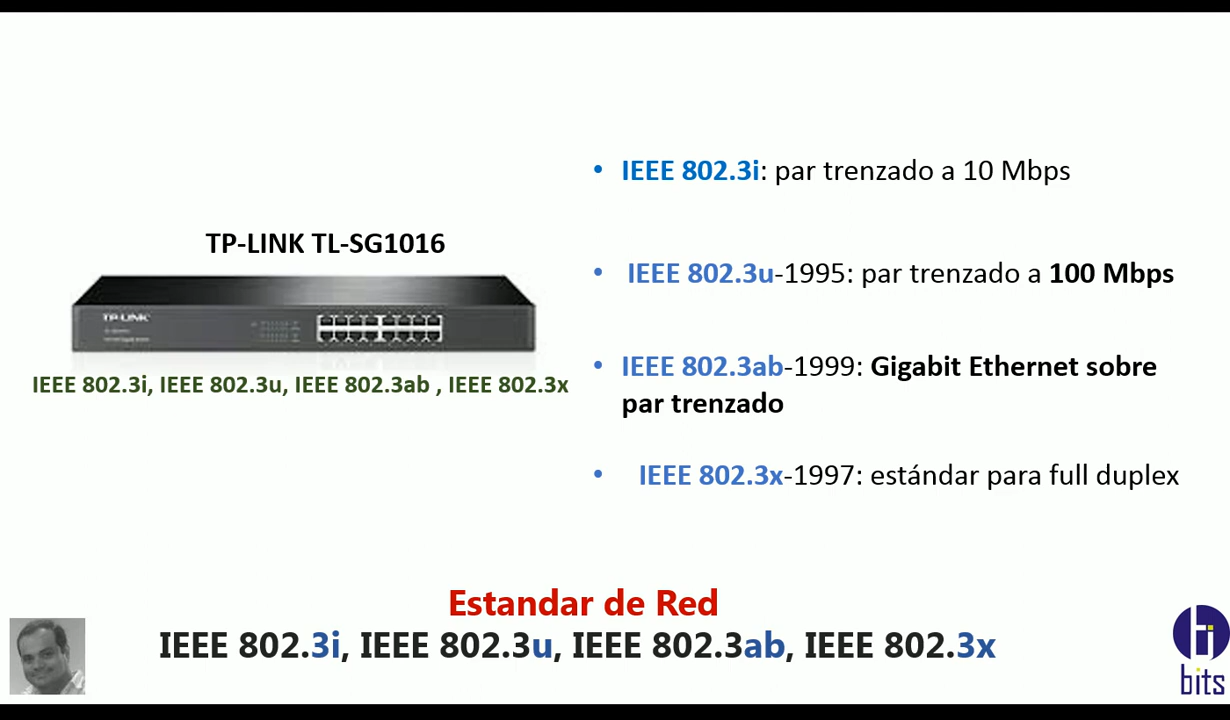 TP-LINK TL-SG1016
TP-LINK
IEEE 802.3i, IEEE 802.3u, IEEE 802.3ab , IEEE 802.3x
• IEEE 802.3i: par trenzado a 10 Mbps
• IEEE 802.3u-1995: par trenzado a 100 Mbps
• IEEE 802.3ab-1999: Gigabit Ethernet sobre
par trenzado
• IEEE 802.3x-1997: estándar para full duplex
Estandar de Red
IEEE 802.3i, IEEE 802.3u, IEEE 802.3ab, IEEE 802.3x
bits